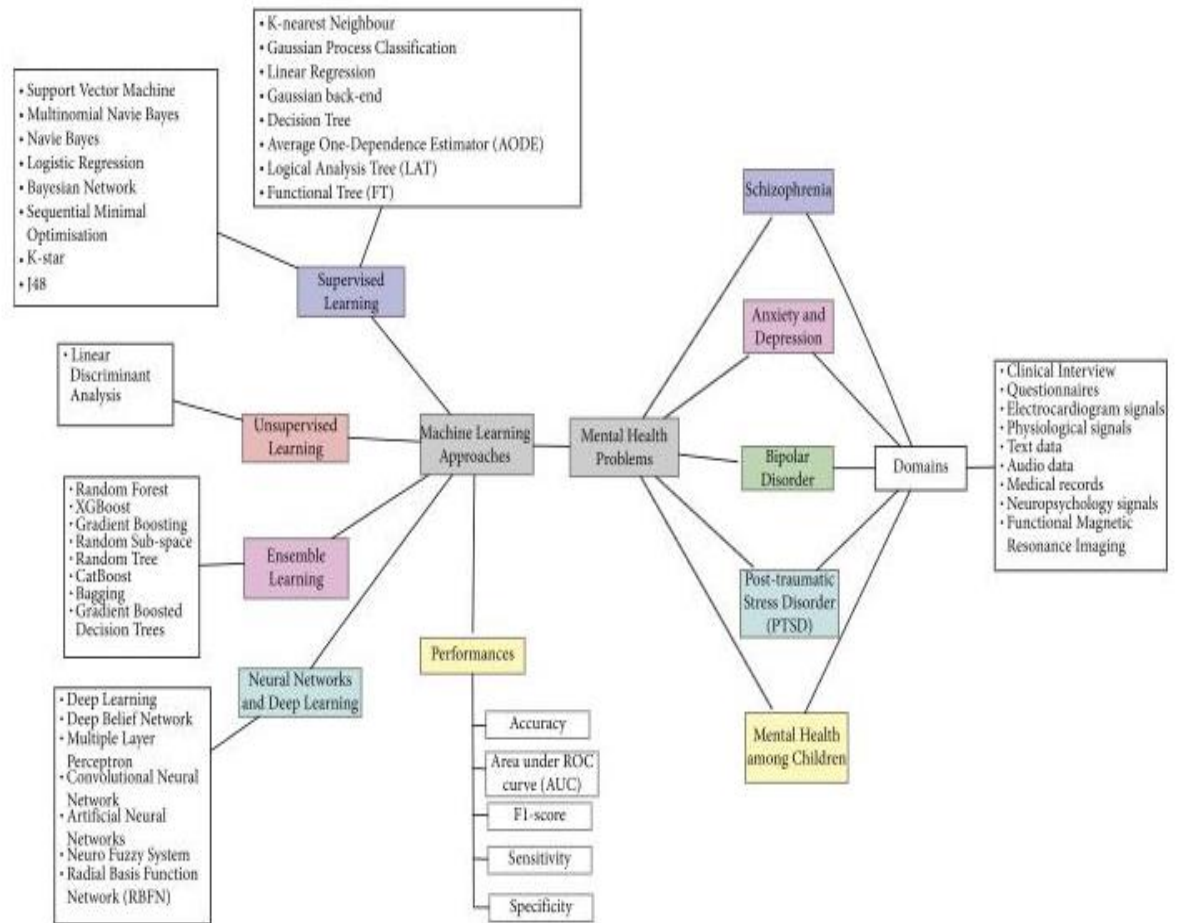 • K-nearest Neighbour
• Gaussian Process Classification
• Linear Regression
• Gaussian back-end
• Decision Tree
• Average One-Dependence Estimator (AODE)
• Logical Analysis Tree (LAT)
• Functional Tree (FT)
• Support Vector Machine
• Multinomial Navie Bayes
• Navie Bayes
• Logistic Regression
• Bayesian Network
• Sequential Minimal
Optimisation
• K-star
• J48
Supervised
Learning
• Linear
Discriminant
Analysis
Unsupervised
Learning
Machine Learning
Approaches
• Random Forest
• XGBoost
• Gradient Boosting
• Random Sub-space
• Random Tree
• CatBoost
• Bagging
• Gradient Boosted
Decision Trees
Ensemble
Learning
• Deep Learning
• Deep Belief Network
• Multiple Layer
Perceptron
• Convolutional Neural
Network
• Artificial Neural
Networks
• Neuro Fuzzy System
• Radial Basis Function
Network (RBFN)
Neural Networks
and Deep Learning
Performances
Accuracy
Area under ROC
curve (AUC)
F1-score
Sensitivity
Specificity
Mental Health
Problems
Schizophrenia
Anxiety and
Depression
Bipolar
Disorder
Post-traumatic
Stress Disorder
(PTSD)
Mental Health
among Children
Domains
• Clinical Interview
• Questionnaires
• Electrocardiogram signals
• Physiological signals
• Text data
• Audio data
• Medical records
• Neuropsychology signals
• Functional Magnetic
Resonance Imaging